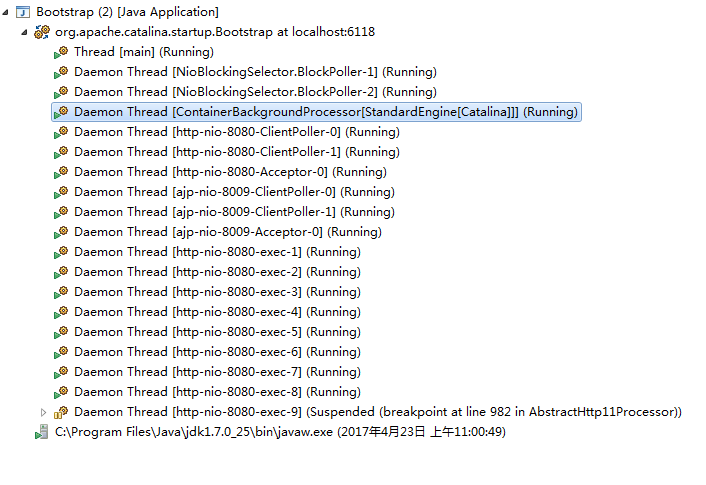 Bootstrap (2) [Java Application]
org.apache.catalina.startup.Bootstrap at localhost:6118
Thread [main] (Running)
Daemon Thread [NioBlockingSelector.BlockPoller-1] (Running)
Daemon Thread [NioBlockingSelector.BlockPoller-2] (Running)
Daemon Thread [ContainerBackgroundProcessor[StandardEngine[Catalina]]] (Running)
Daemon Thread [http-nio-8080-ClientPoller-0] (Running)
Daemon Thread [http-nio-8080-ClientPoller-1] (Running)
Daemon Thread [http-nio-8080-Acceptor-0] (Running)
Daemon Thread [ajp-nio-8009-ClientPoller-0] (Running)
Daemon Thread [ajp-nio-8009-ClientPoller-1] (Running)
Daemon Thread [ajp-nio-8009-Acceptor-0] (Running)
Daemon Thread [http-nio-8080-exec-1] (Running)
Daemon Thread [http-nio-8080-exec-2] (Running)
Daemon Thread [http-nio-8080-exec-3] (Running)
Daemon Thread [http-nio-8080-exec-4] (Running)
Daemon Thread [http-nio-8080-exec-5] (Running)
Daemon Thread [http-nio-8080-exec-6] (Running)
Daemon Thread [http-nio-8080-exec-7] (Running)
Daemon Thread [http-nio-8080-exec-8] (Running)
Daemon Thread [http-nio-8080-exec-9] (Suspended (breakpoint at line 982 in AbstractHttp11Processor))
C:\Program Files\Java\jdk1.7.0_25\bin\javaw.exe (2017年4月23日 上午11:00:49)